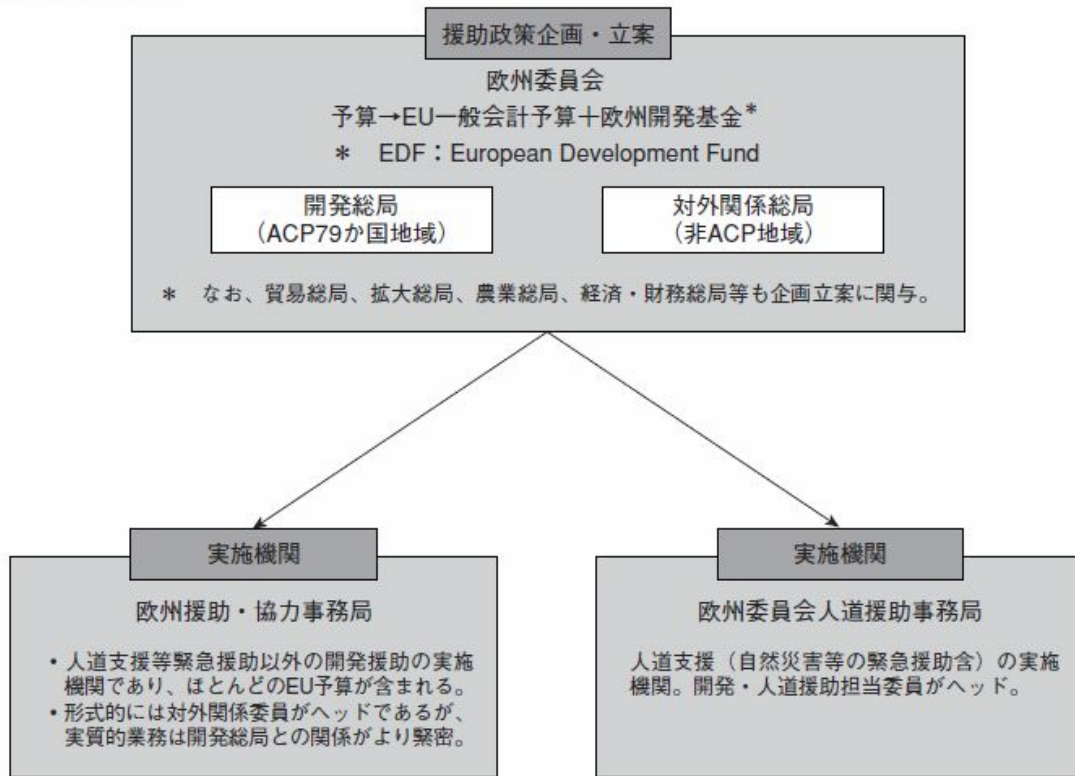 援助政策企画・立案
欧州委員会
予算→EU一般会計予算＋欧州開発基金*
* EDF：European Development Fund
開発総局
（ACP79か国地域）
対外関係総局
（非ACP地域）
* なお、貿易総局、拡大総局、農業総局、経済・財務総局等も企画立案に関与。
実施機関
欧州援助・協力事務局
・人道支援等緊急援助以外の開発援助の実施
機関であり、ほとんどのEU予算が含まれる。
・形式的には対外関係委員がヘッドであるが、
実質的業務は開発総局との関係がより緊密。
実施機関
欧州委員会人道援助事務局
人道支援（自然災害等の緊急援助含）の実施
機関。開発・人道援助担当委員がヘッド。